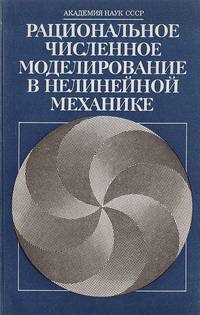 АКАДЕМИЯ НАУК СССР
РАЦИОНАЛЬНОЕ
ЧИСЛЕННОЕ
МОДЕЛИРОВАНИЕ
В НЕЛИНЕЙНОЙ
МЕХАНИКЕ